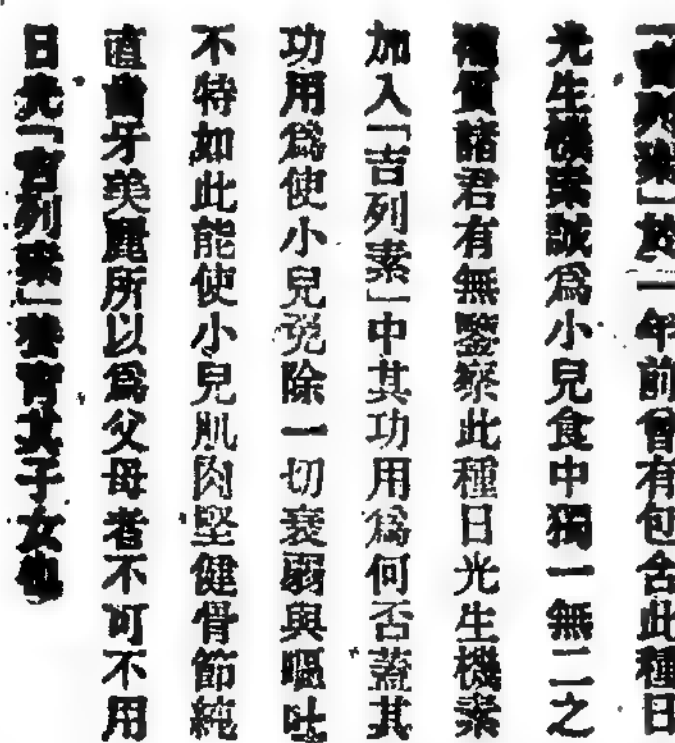 「吉列素」於一年前曾有包含此種日
光生機素誠為小兒食中獨一無二之
補價諸君有無鑒察此種日光生機素
加入「吉列素」中其功用為何否蓋其
功用為使小兒免除一切衰弱與嘔吐
不特如此能使小兒肌肉堅健骨節純
直齒牙美麗所以為父母者不可不用
日光「吉列素」養育其子女也